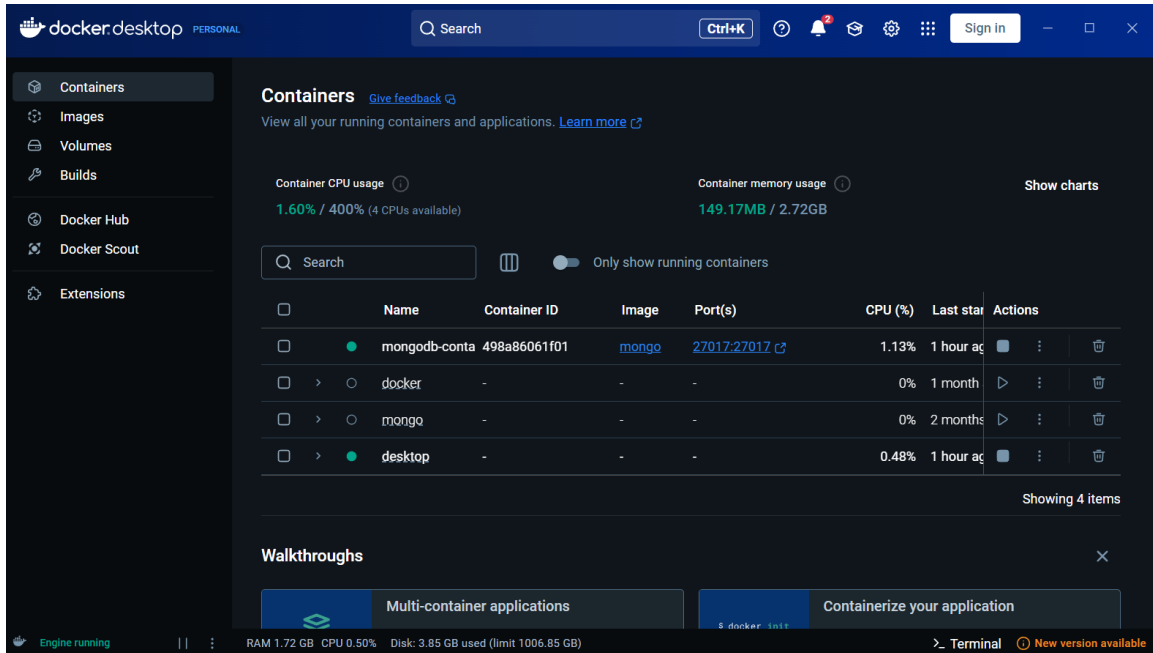 docker.desktop PERSONAL
Search Ctrl+K
2
Sign in
Containers
Images
Volumes
Builds
Docker Hub
Docker Scout
Extensions
Containers Give feedback
View all your running containers and applications. Learn more
Container CPU usage
1.60% / 400% (4 CPUs available)
Container memory usage
149.17MB / 2.72GB
Show charts
Search
Only show running containers
Name Container ID Image Port(s) CPU (%) Last star Actions
mongodb-conta 498a86061f01 mongo 27017:27017 1.13% 1 hour ag
docker - - - 0% 1 month
mongo - - - 0% 2 months
desktop - - - 0.48% 1 hour ag
Showing 4 items
Walkthroughs
Multi-container applications
$ docker init
Containerize your application
Engine running
RAM 1.72 GB CPU 0.50% Disk: 3.85 GB used (limit 1006.85 GB)
>_ Terminal
New version available